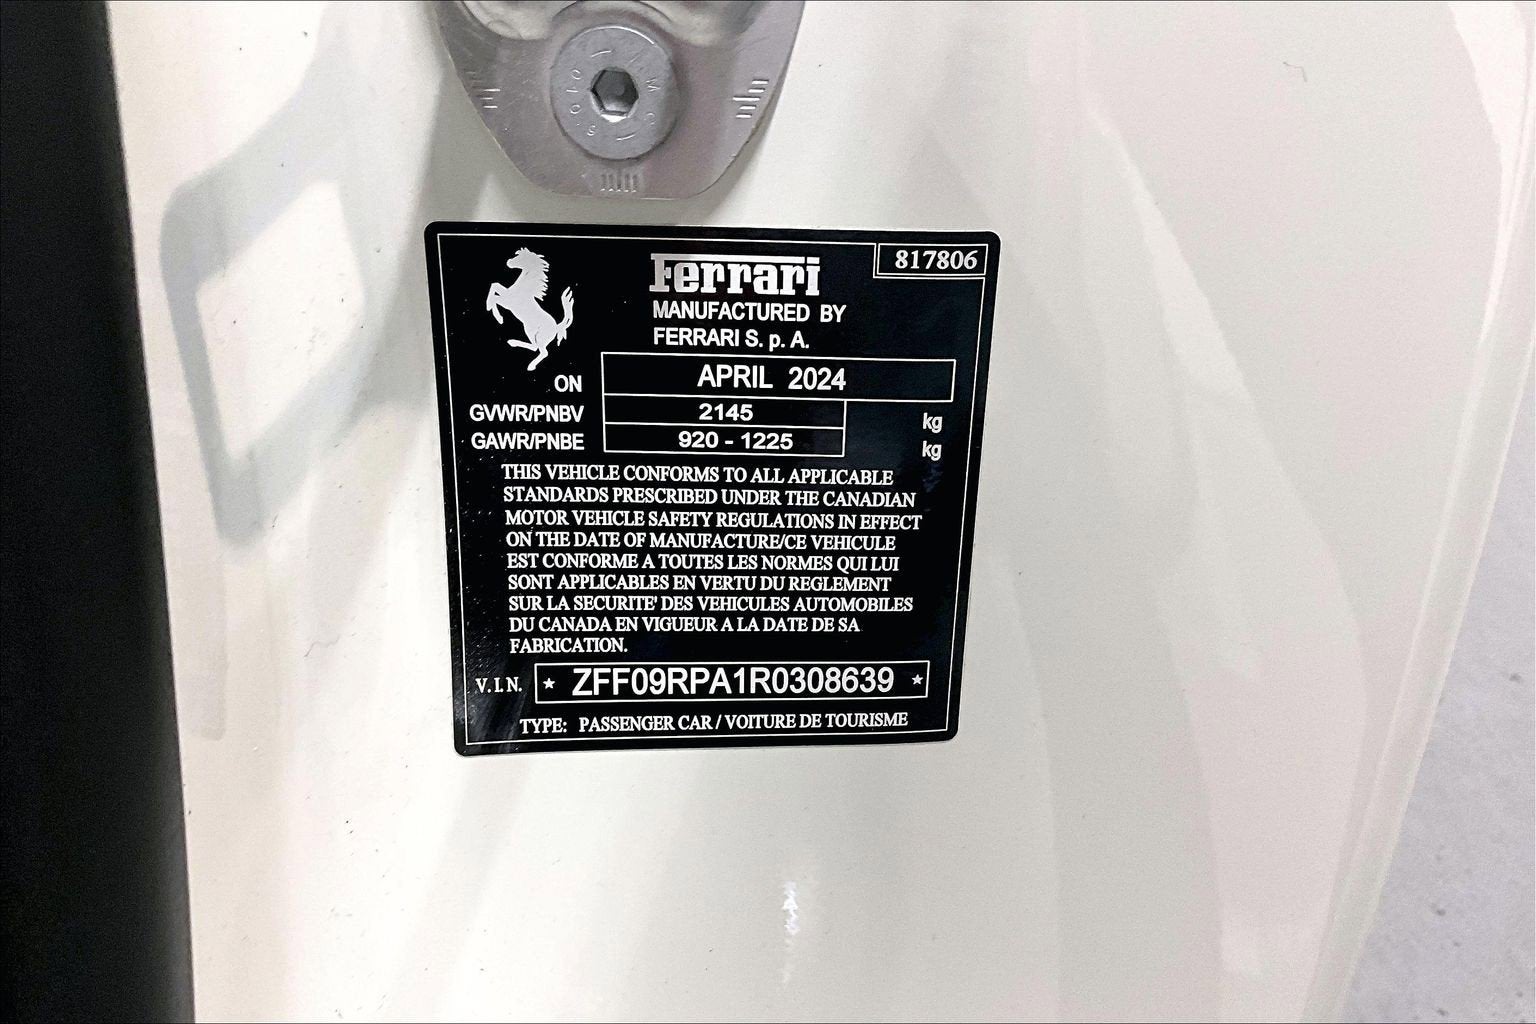 817806
Ferrari
MANUFACTURED BY
FERRARI S. p. A.
ON APRIL 2024
GVWR/PNBV 2145 kg
GAWR/PNBE 920 - 1225 kg
THIS VEHICLE CONFORMS TO ALL APPLICABLE
STANDARDS PRESCRIBED UNDER THE CANADIAN
MOTOR VEHICLE SAFETY REGULATIONS IN EFFECT
ON THE DATE OF MANUFACTURE/CE VEHICULE
EST CONFORME A TOUTES LES NORMES QUI LUI
SONT APPLICABLES EN VERTU DU REGLEMENT
SUR LA SECURITE' DES VEHICULES AUTOMOBILES
DU CANADA EN VIGUEUR A LA DATE DE SA
FABRICATION.
V.I.N. ★ ZFF09RPA1R0308639 ★
TYPE: PASSENGER CAR / VOITURE DE TOURISME